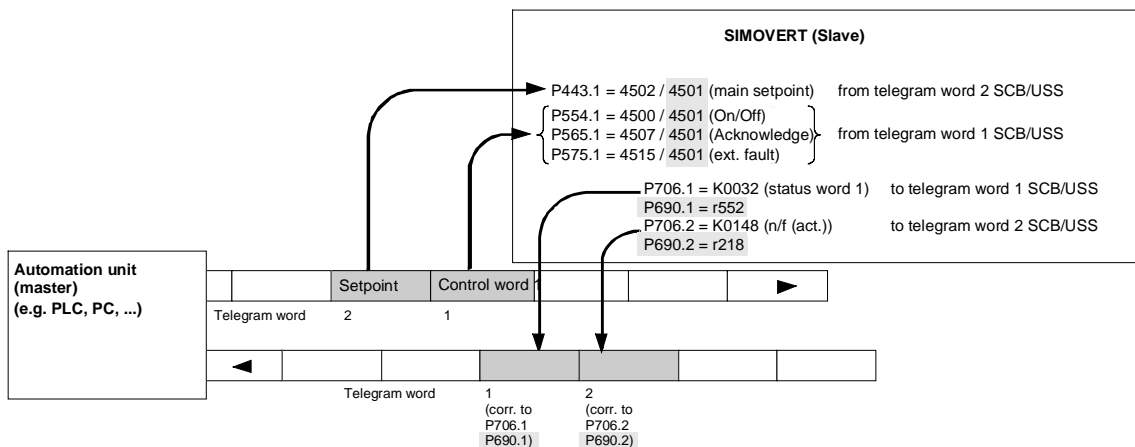 SIMOVERT (Slave)
P443.1 = 4502 / 4501 (main setpoint) from telegram word 2 SCB/USS
P554.1 = 4500 / 4501 (On/Off)
P565.1 = 4507 / 4501 (Acknowledge) from telegram word 1 SCB/USS
P575.1 = 4515 / 4501 (ext. fault)
P706.1 = K0032 (status word 1) to telegram word 1 SCB/USS
P690.1 = r552
P706.2 = K0148 (n/f (act.)) to telegram word 2 SCB/USS
P690.2 = r218
Automation unit
(master)
(e.g. PLC, PC, ...)
Setpoint Control word 1
Telegram word 2 1
Telegram word 1 2
(corr. to (corr. to
P706.1 P706.2
P690.1) P690.2)